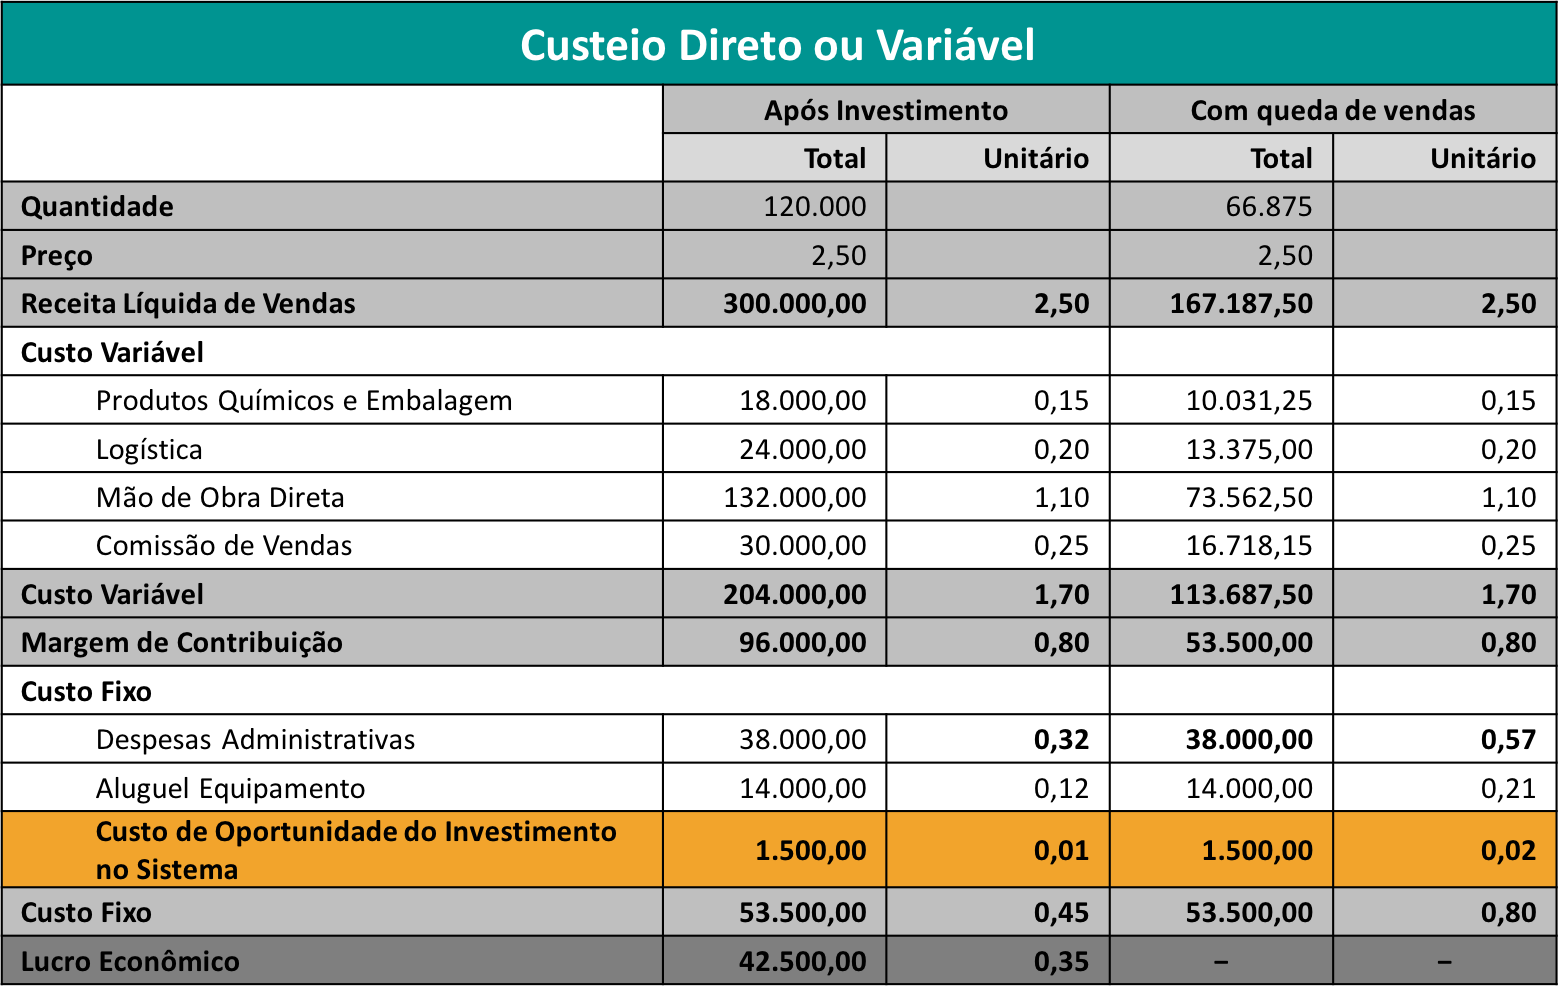 Custeio Direto ou Variável
Após Investimento Com queda de vendas
Total Unitário Total Unitário
Quantidade 120.000 66.875
Preço 2,50 2,50
Receita Líquida de Vendas 300.000,00 2,50 167.187,50 2,50
Custo Variável
Produtos Químicos e Embalagem 18.000,00 0,15 10.031,25 0,15
Logística 24.000,00 0,20 13.375,00 0,20
Mão de Obra Direta 132.000,00 1,10 73.562,50 1,10
Comissão de Vendas 30.000,00 0,25 16.718,15 0,25
Custo Variável 204.000,00 1,70 113.687,50 1,70
Margem de Contribuição 96.000,00 0,80 53.500,00 0,80
Custo Fixo
Despesas Administrativas 38.000,00 0,32 38.000,00 0,57
Aluguel Equipamento 14.000,00 0,12 14.000,00 0,21
Custo de Oportunidade do Investimento
no Sistema 1.500,00 0,01 1.500,00 0,02
Custo Fixo 53.500,00 0,45 53.500,00 0,80
Lucro Econômico 42.500,00 0,35 – –